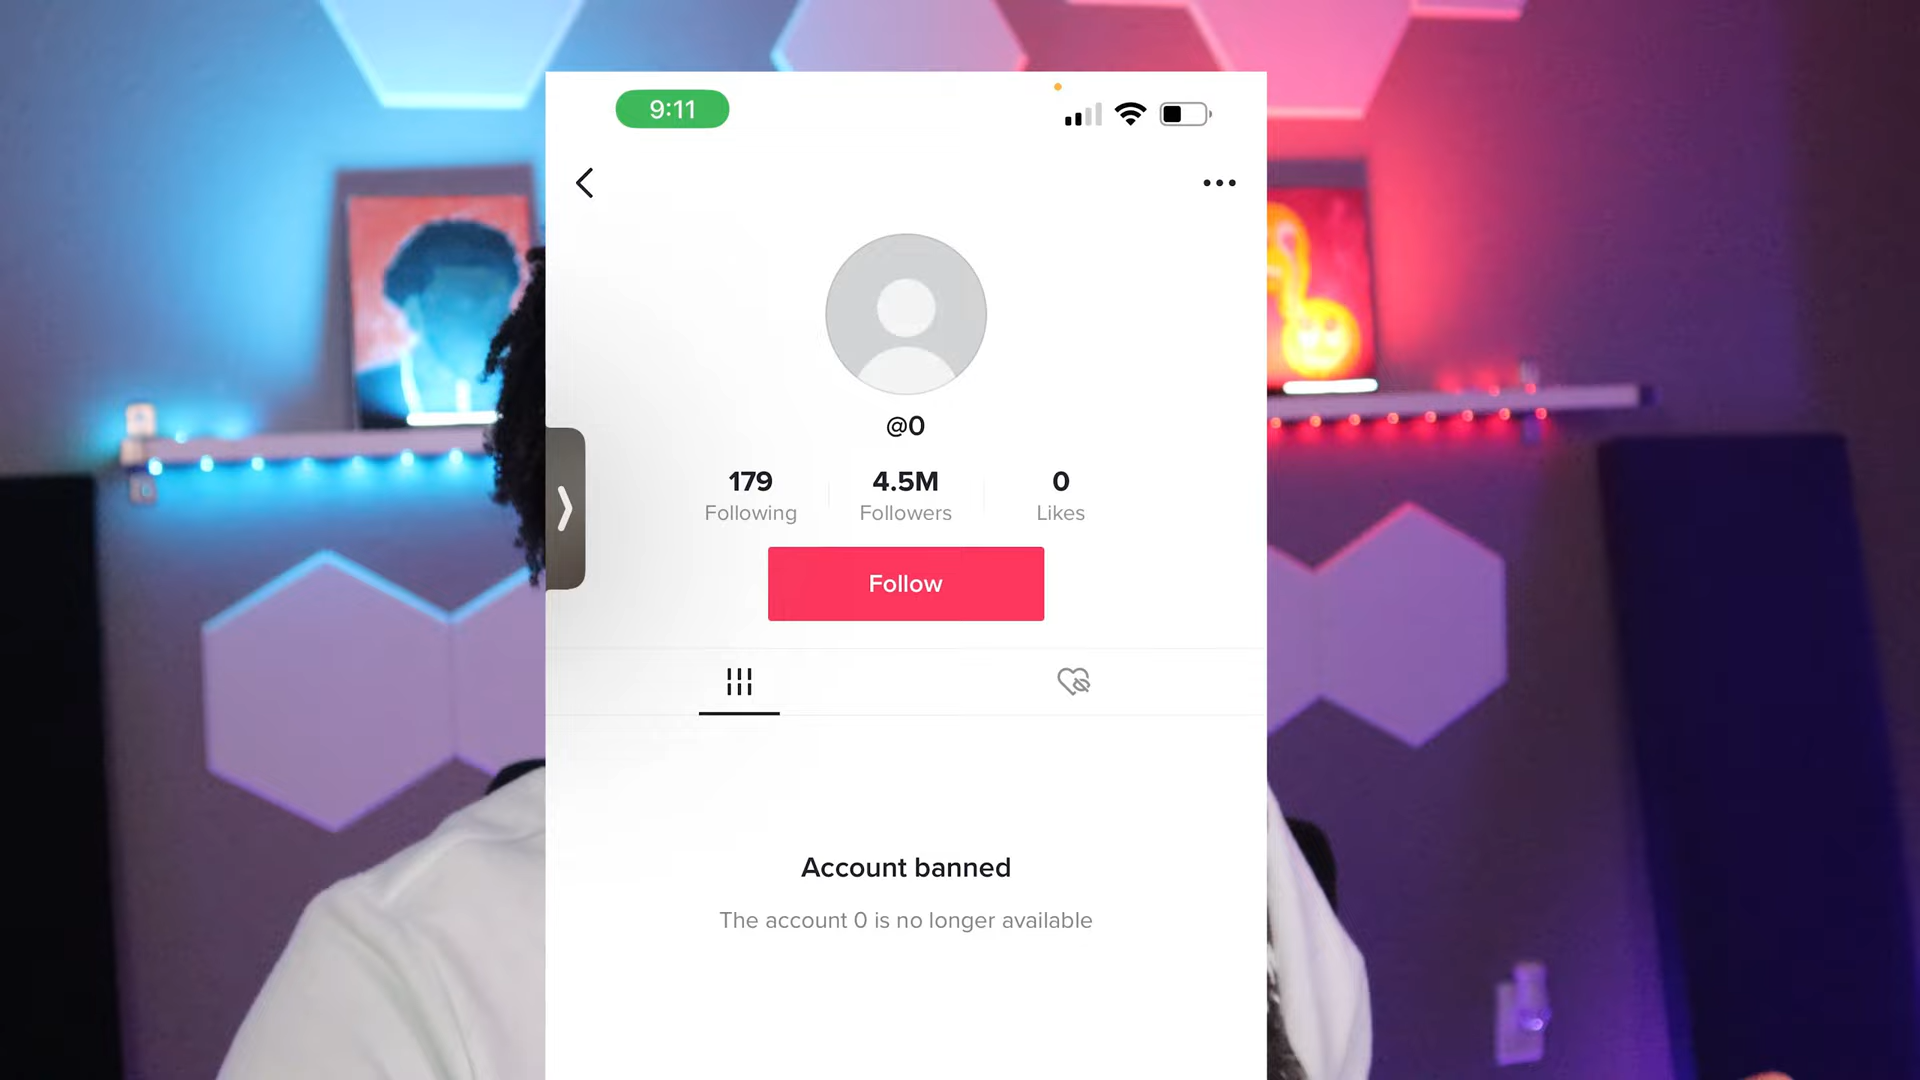 9:11
@0
179 4.5M 0
Following Followers Likes
Follow
Account banned
The account 0 is no longer available